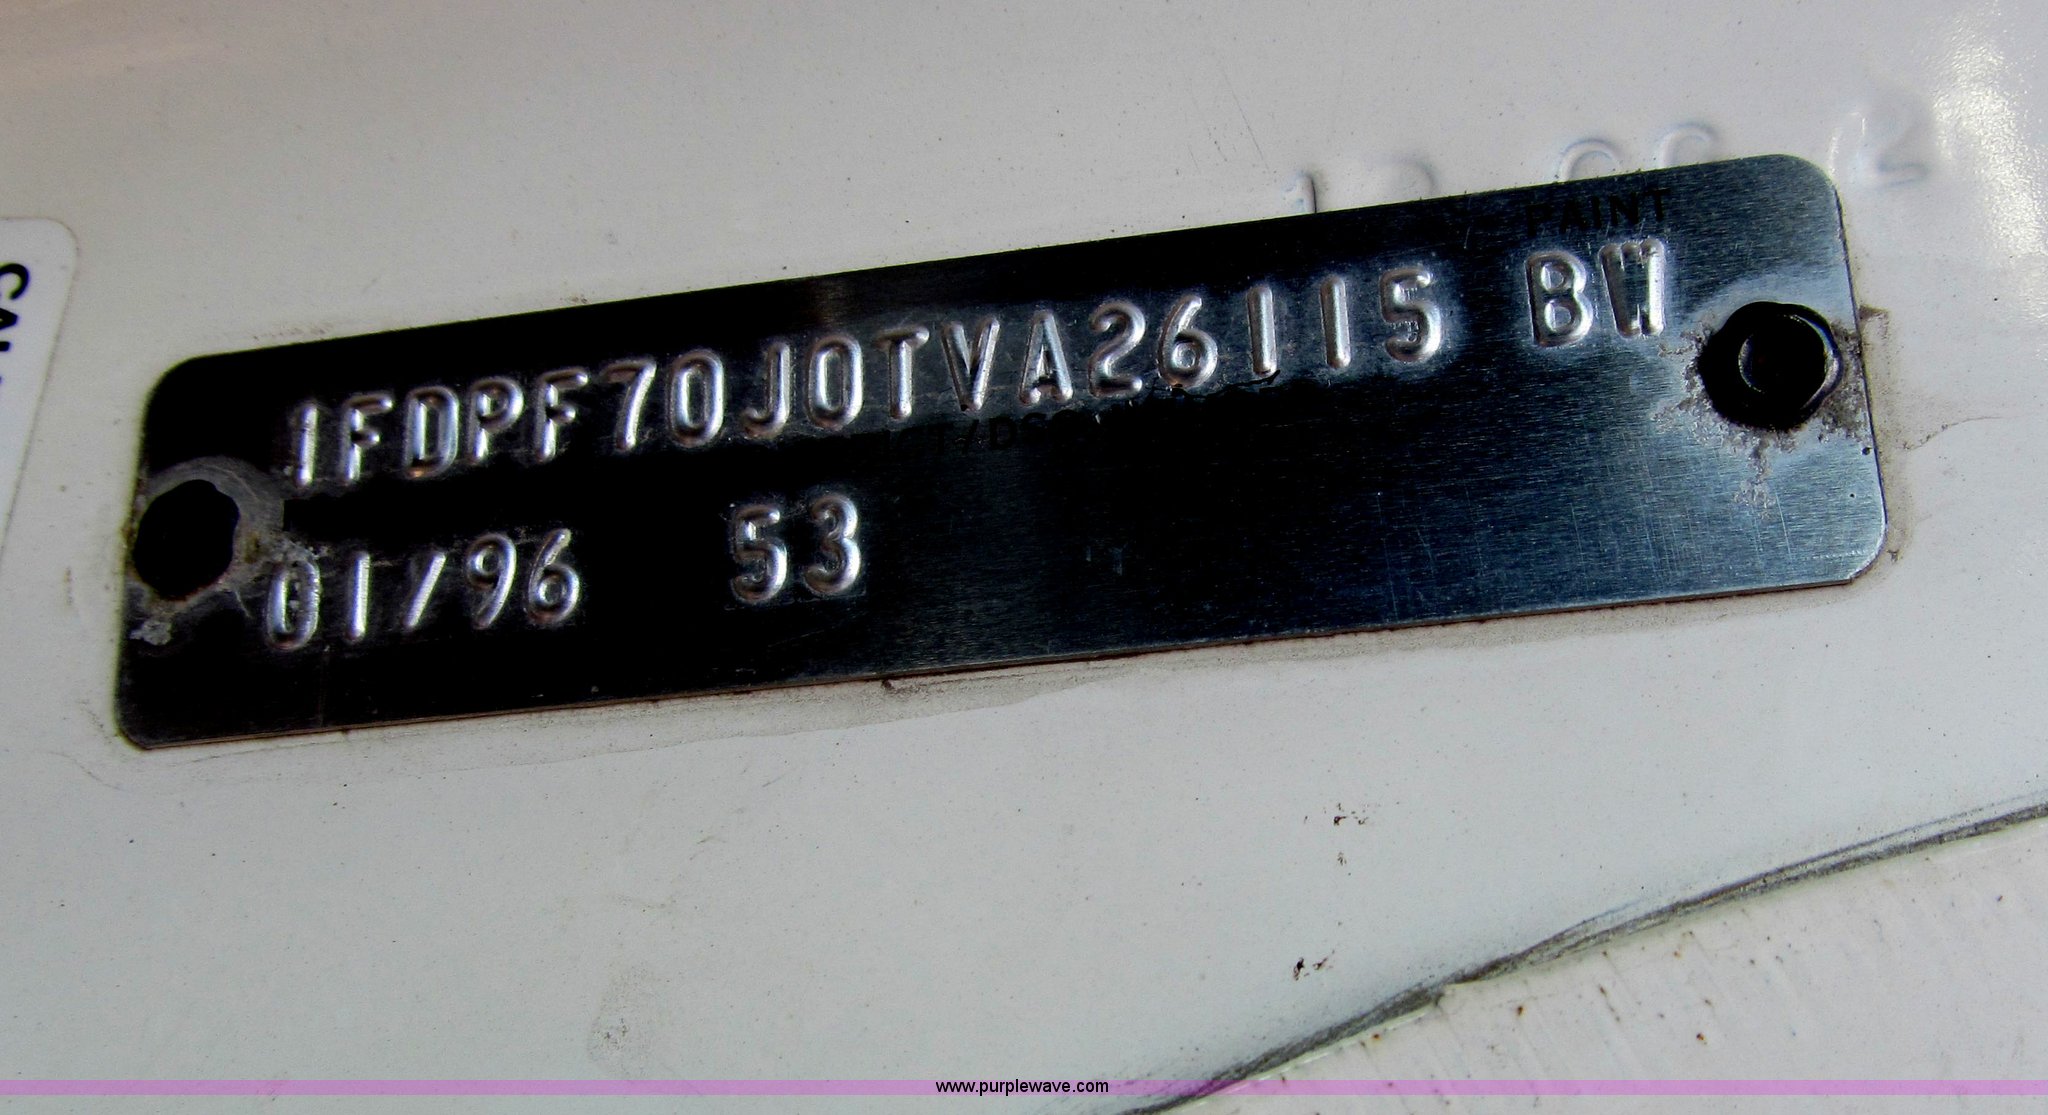 PAINT
1FDPF70J0TVA26115 BW
01/96 53
www.purplewave.com